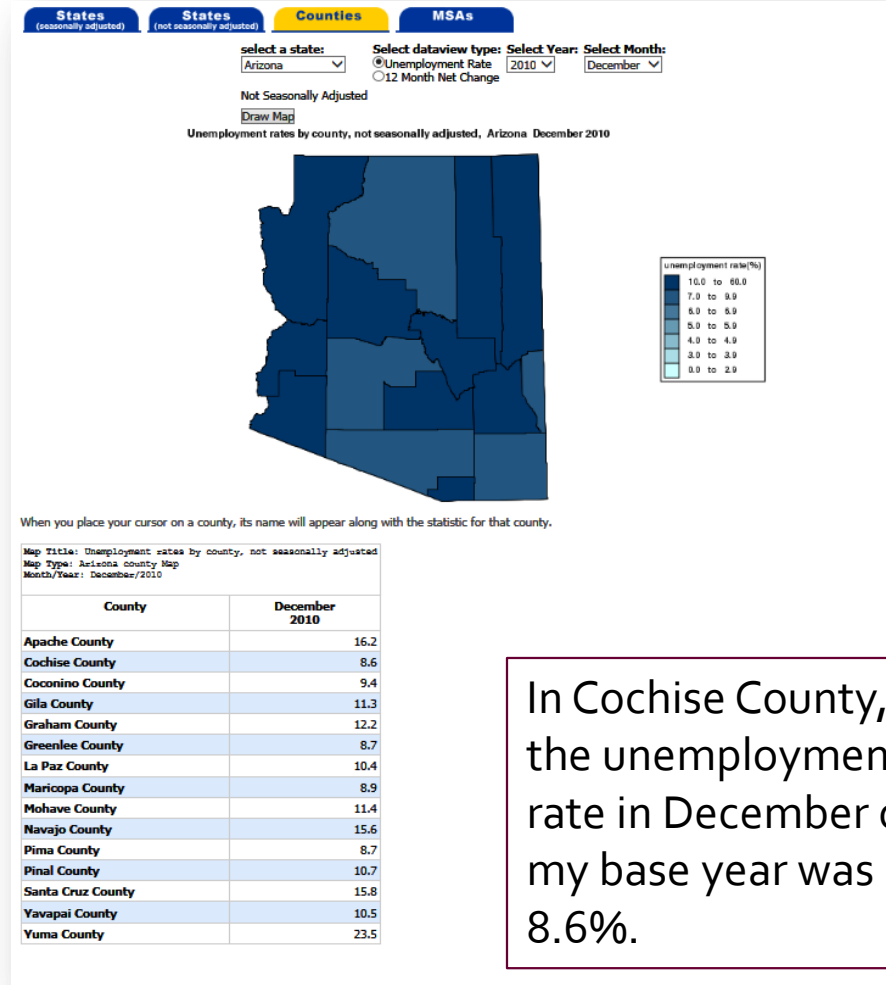 States States Counties MSAs
(seasonally adjusted) (not seasonally adjusted)
select a state: Select dataview type: Select Year: Select Month:
Arizona Unemployment Rate 2010 December
12 Month Net Change
Not Seasonally Adjusted
Draw Map
Unemployment rates by county, not seasonally adjusted, Arizona December 2010
unemployment rate(%)
10.0 to 60.0
7.0 to 9.9
6.0 to 6.9
5.0 to 5.9
4.0 to 4.9
3.0 to 3.9
0.0 to 2.9
When you place your cursor on a county, its name will appear along with the statistic for that county.
Map Title: Unemployment rates by county, not seasonally adjusted
Map Type: Arizona county Map
Month/Year: December/2010
County December
2010
Apache County 16.2
Cochise County 8.6
Coconino County 9.4
Gila County 11.3
Graham County 12.2
Greenlee County 8.7
La Paz County 10.4
Maricopa County 8.9
Mohave County 11.4
Navajo County 15.6
Pima County 8.7
Pinal County 10.7
Santa Cruz County 15.8
Yavapai County 10.5
Yuma County 23.5
In Cochise County,
the unemploymen
rate in December
my base year was
8.6%.